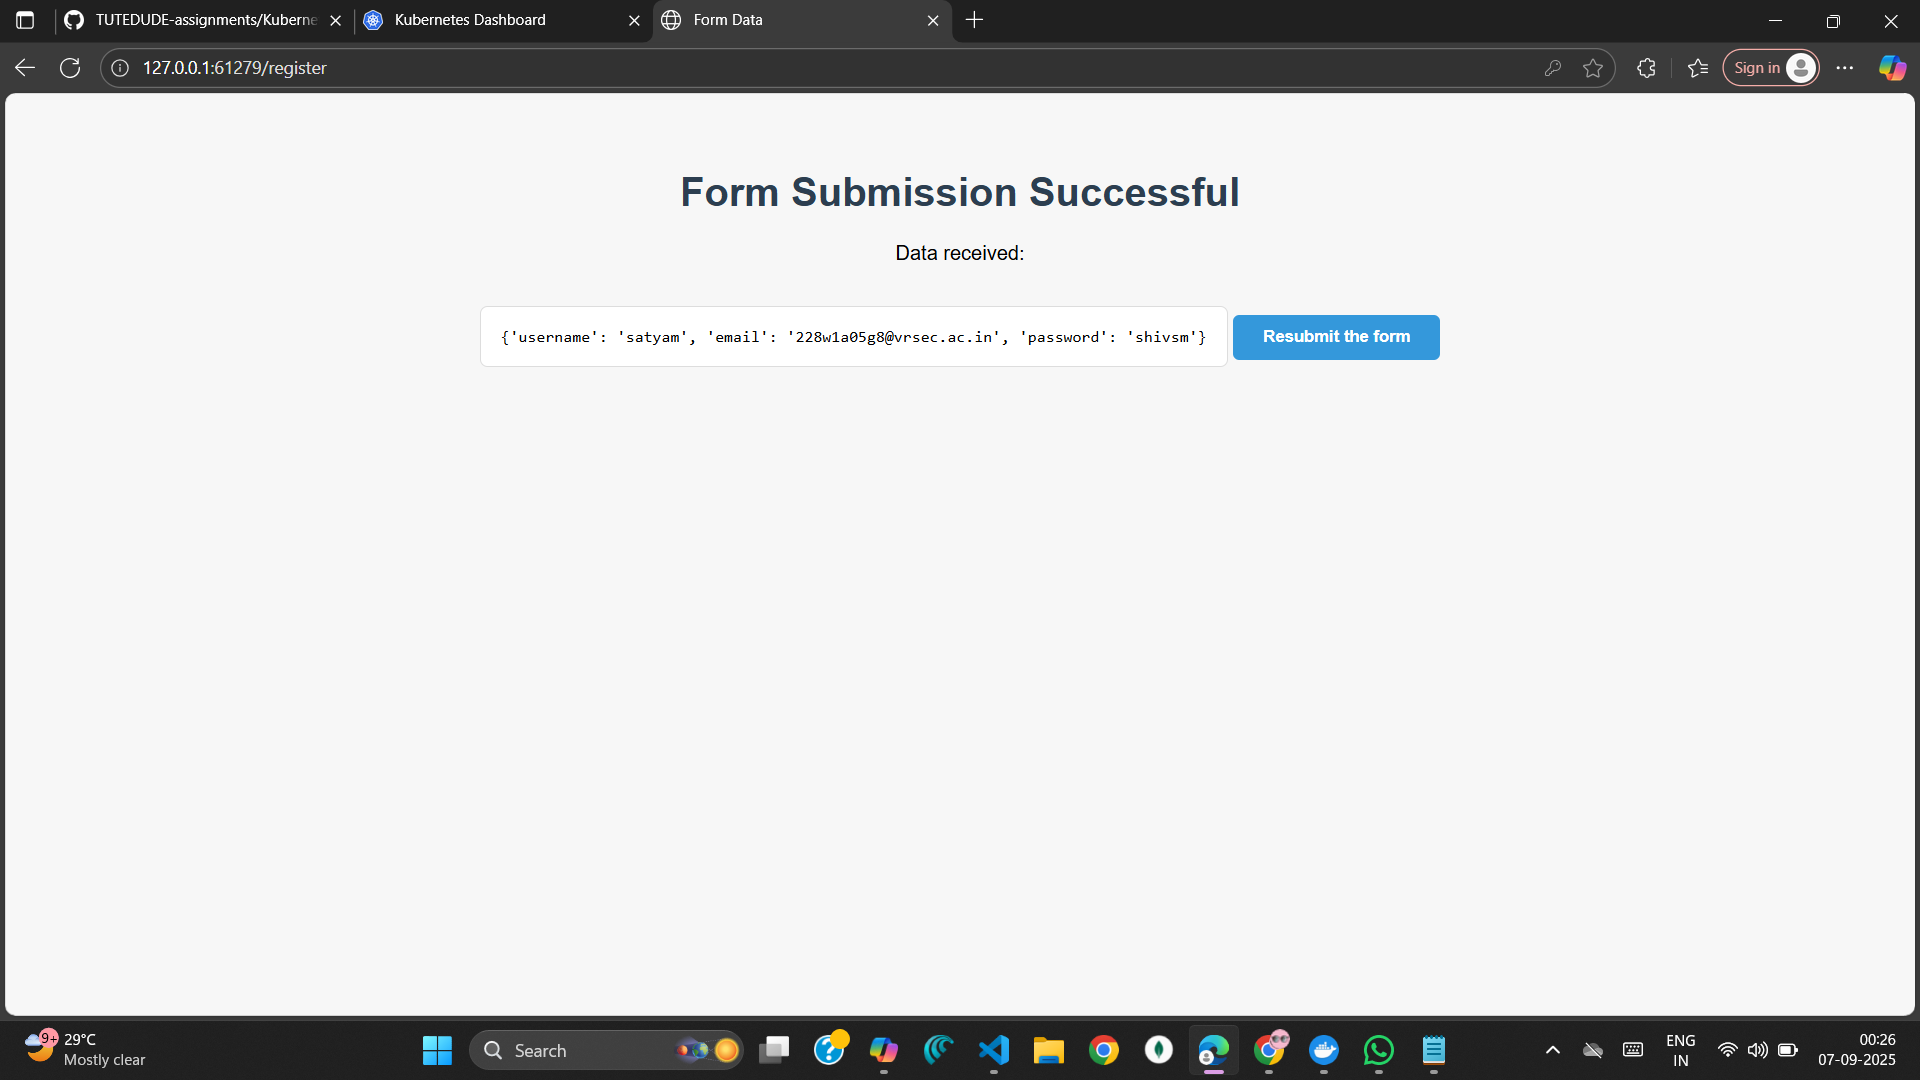 TUTEDUDE-assignments/Kuberne
Kubernetes Dashboard
Form Data
127.0.0.1:61279/register
Sign in
Form Submission Successful
Data received:
{'username': 'satyam', 'email': '228w1a05g8@vrsec.ac.in', 'password': 'shivsm'}
Resubmit the form
9+
29°C
Mostly clear
Search
ENG
IN
00:26
07-09-2025